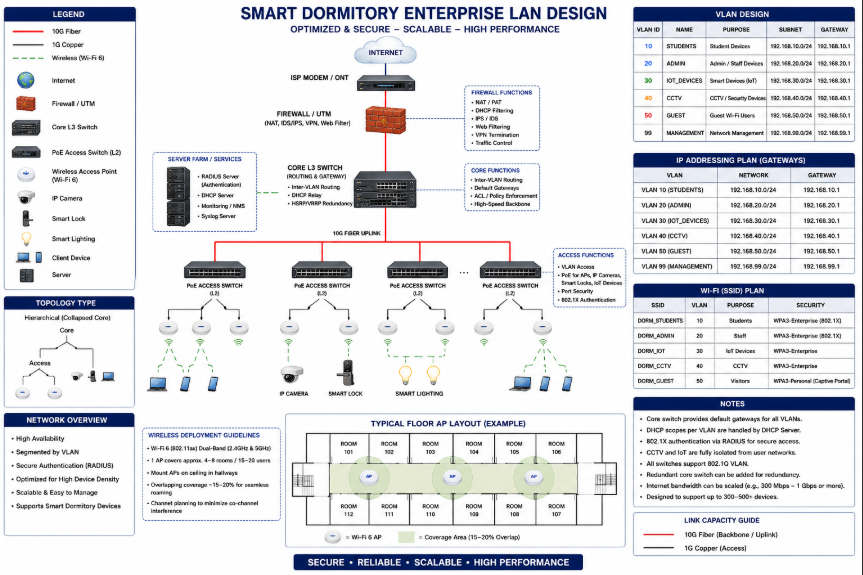 SMART DORMITORY ENTERPRISE LAN DESIGN
OPTIMIZED & SECURE – SCALABLE – HIGH PERFORMANCE
LEGEND
10G Fiber
1G Copper
Wireless (Wi-Fi 6)
Internet
Firewall / UTM
Core L3 Switch
PoE Access Switch (L2)
Wireless Access Point
(Wi-Fi 6)
IP Camera
Smart Lock
Smart Lighting
Client Device
Server
TOPOLOGY TYPE
Hierarchical (Collapsed Core)
Core
Access
NETWORK OVERVIEW
• High Availability
• Segmented by VLAN
• Secure Authentication (RADIUS)
• Optimized for High Device Density
• Scalable & Easy to Manage
• Supports Smart Dormitory Devices
INTERNET
ISP MODEM / ONT
FIREWALL / UTM
(NAT, IDS/IPS, VPN, Web Filter)
FIREWALL FUNCTIONS
• NAT / PAT
• DHCP Filtering
• IPS / IDS
• Web Filtering
• VPN Termination
• Traffic Control
SERVER FARM / SERVICES
• RADIUS Server
(Authentication)
• DHCP Server
• Monitoring / NMS
• Syslog Server
CORE L3 SWITCH
(ROUTING & GATEWAY)
• Inter-VLAN Routing
• DHCP Relay
• HSRP/VRRP Redundancy
CORE FUNCTIONS
• Inter-VLAN Routing
• Default Gateways
• ACL / Policy Enforcement
• High-Speed Backbone
10G FIBER UPLINK
PoE ACCESS SWITCH
(L2)
PoE ACCESS SWITCH
(L2)
PoE ACCESS SWITCH
(L2)
...
PoE ACCESS SWITCH
(L2)
ACCESS FUNCTIONS
• VLAN Access
• PoE for APs, IP Cameras,
Smart Locks, IoT Devices
• Port Security
• 802.1X Authentication
IP CAMERA
SMART LOCK
SMART LIGHTING
WIRELESS DEPLOYMENT GUIDELINES
• Wi-Fi 6 (802.11ax) Dual-Band (2.4GHz & 5GHz)
• 1 AP covers approx. 4–8 rooms / 15–20 users
• Mount APs on ceiling in hallways
• Overlapping coverage ~15–20% for seamless
roaming
• Channel planning to minimize co-channel
interference
TYPICAL FLOOR AP LAYOUT (EXAMPLE)
ROOM 101
ROOM 102
ROOM 103
ROOM 104
ROOM 105
ROOM 106
AP
AP
AP
ROOM 112
ROOM 111
ROOM 110
ROOM 109
ROOM 108
ROOM 107
= Wi-Fi 6 AP
= Coverage Area (15–20% Overlap)
SECURE • RELIABLE • SCALABLE • HIGH PERFORMANCE
VLAN DESIGN
VLAN ID NAME PURPOSE SUBNET GATEWAY
10 STUDENTS Student Devices 192.168.10.0/24 192.168.10.1
20 ADMIN Admin / Staff Devices 192.168.20.0/24 192.168.20.1
30 IOT_DEVICES Smart Devices (IoT) 192.168.30.0/24 192.168.30.1
40 CCTV CCTV / Security Devices 192.168.40.0/24 192.168.40.1
50 GUEST Guest Wi-Fi Users 192.168.50.0/24 192.168.50.1
99 MANAGEMENT Network Management 192.168.99.0/24 192.168.99.1
IP ADDRESSING PLAN (GATEWAYS)
VLAN NETWORK GATEWAY
VLAN 10 (STUDENTS) 192.168.10.0/24 192.168.10.1
VLAN 20 (ADMIN) 192.168.20.0/24 192.168.20.1
VLAN 30 (IOT_DEVICES) 192.168.30.0/24 192.168.30.1
VLAN 40 (CCTV) 192.168.40.0/24 192.168.40.1
VLAN 50 (GUEST) 192.168.50.0/24 192.168.50.1
VLAN 99 (MANAGEMENT) 192.168.99.0/24 192.168.99.1
WI-FI (SSID) PLAN
SSID VLAN PURPOSE SECURITY
DORM_STUDENTS 10 Students WPA3-Enterprise (802.1X)
DORM_ADMIN 20 Staff WPA3-Enterprise (802.1X)
DORM_IOT 30 IoT Devices WPA3-Enterprise
DORM_CCTV 40 CCTV WPA3-Enterprise
DORM_GUEST 50 Visitors WPA3-Personal (Captive Portal)
NOTES
• Core switch provides default gateways for all VLANs.
• DHCP scopes per VLAN are handled by DHCP Server.
• 802.1X authentication via RADIUS for secure access.
• CCTV and IoT are fully isolated from user networks.
• All switches support 802.1Q VLAN.
• Redundant core switch can be added for redundancy.
• Internet bandwidth can be scaled (e.g., 300 Mbps – 1 Gbps or more).
• Designed to support up to 300–500+ devices.
LINK CAPACITY GUIDE
10G Fiber (Backbone / Uplink)
1G Copper (Access)